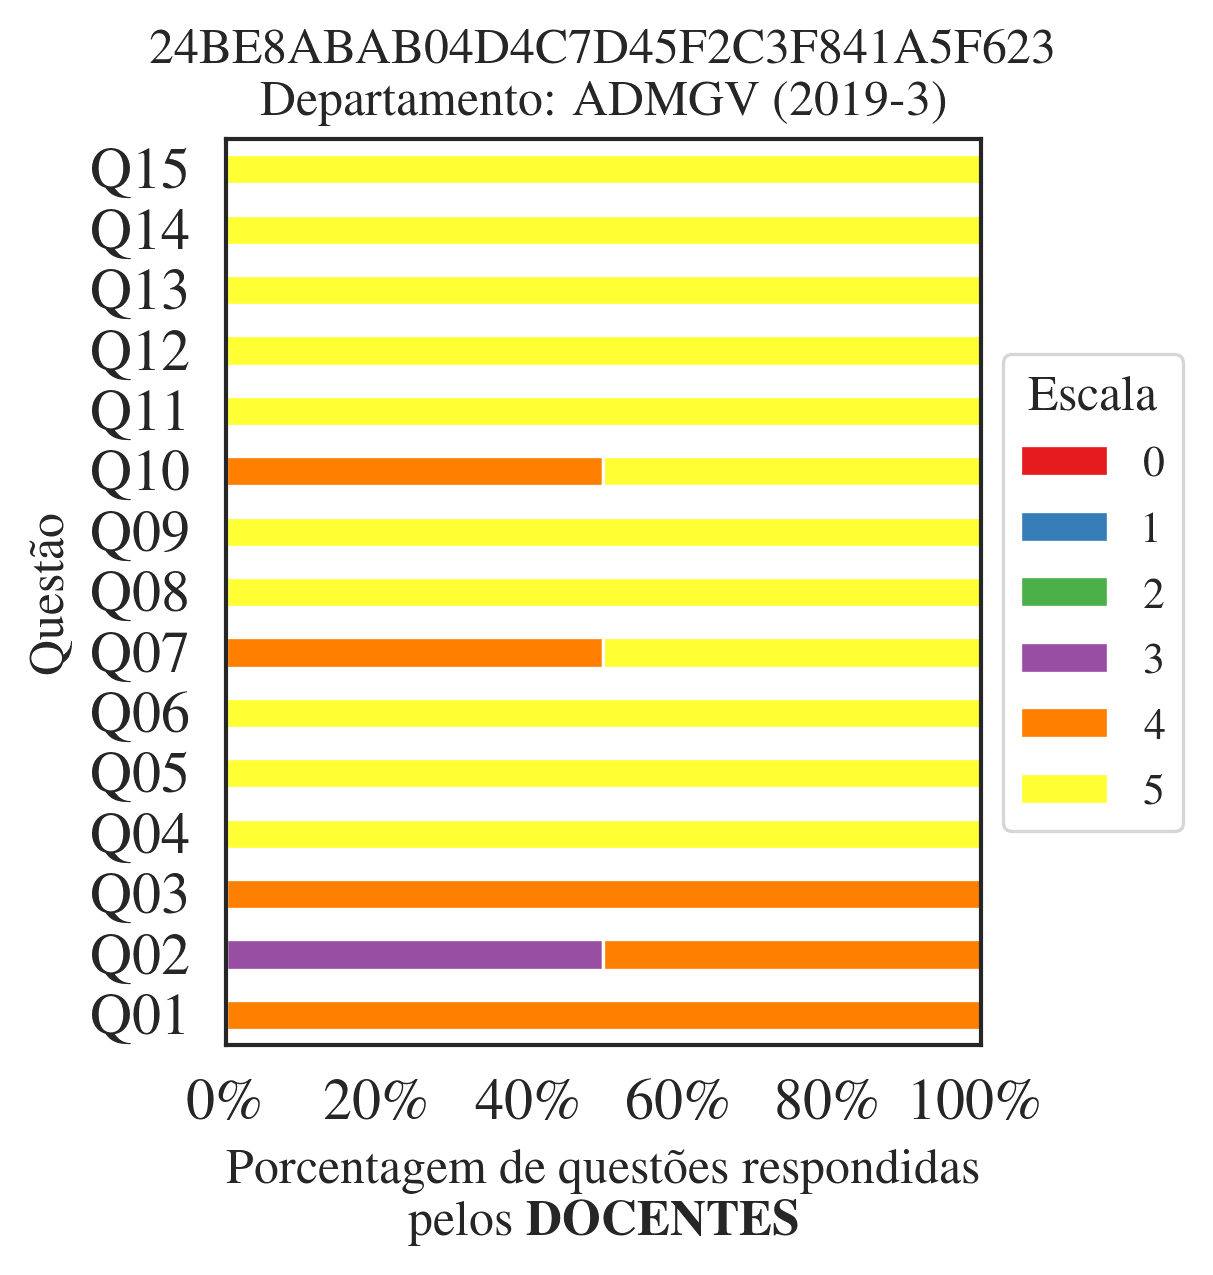 24BE8ABAB04D4C7D45F2C3F841A5F623
Departamento: ADMGV (2019-3)
Questão
Q15
Q14
Q13
Q12
Q11
Q10
Q09
Q08
Q07
Q06
Q05
Q04
Q03
Q02
Q01
0% 20% 40% 60% 80% 100%
Porcentagem de questões respondidas
pelos DOCENTES
Escala
0
1
2
3
4
5